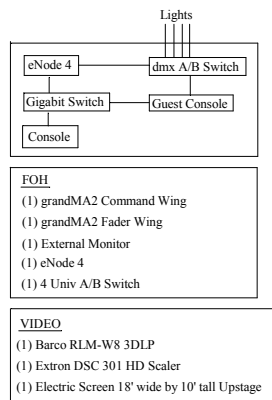 Lights
eNode 4
dmx A/B Switch
Gigabit Switch
Guest Console
Console
FOH
(1) grandMA2 Command Wing
(1) grandMA2 Fader Wing
(1) External Monitor
(1) eNode 4
(1) 4 Univ A/B Switch
VIDEO
(1) Barco RLM-W8 3DLP
(1) Extron DSC 301 HD Scaler
(1) Electric Screen 18' wide by 10' tall Upstage